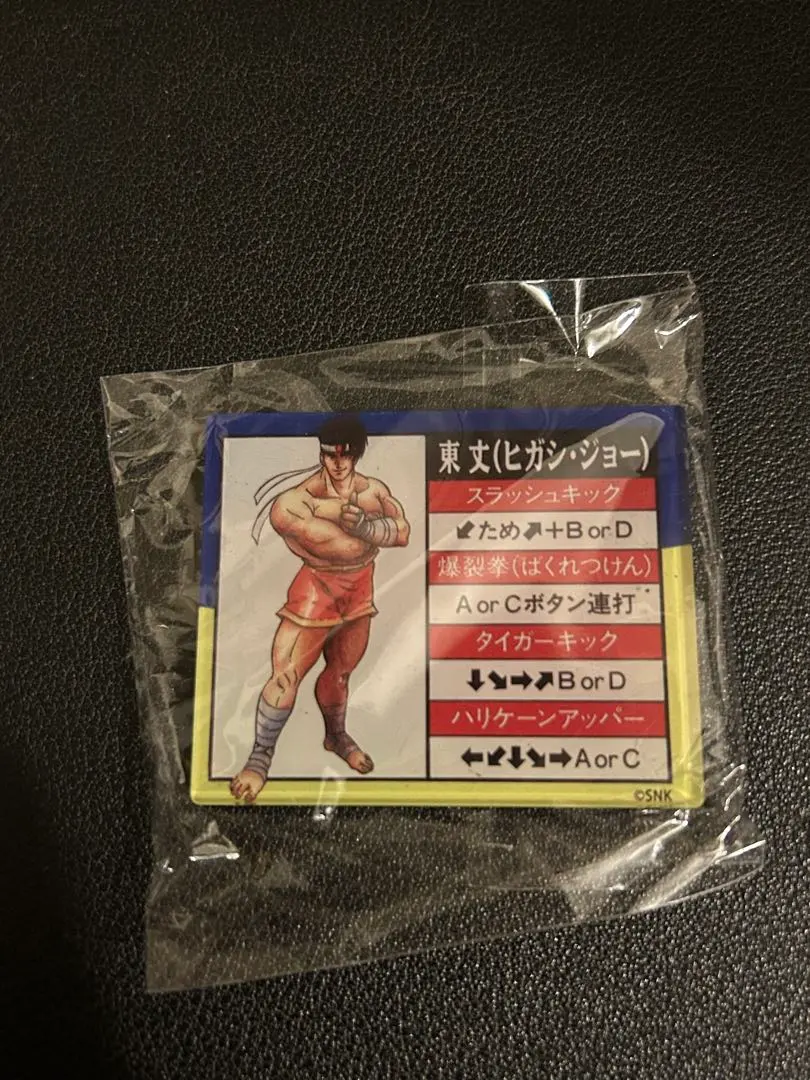 東 丈(ヒガシ・ジョー)
スラッシュキック
↙ため↗+B or D
爆裂拳(ばくれつけん)
A or Cボタン連打
タイガーキック
↓↘→↗B or D
ハリケーンアッパー
←↙↓↘→A or C
©SNK